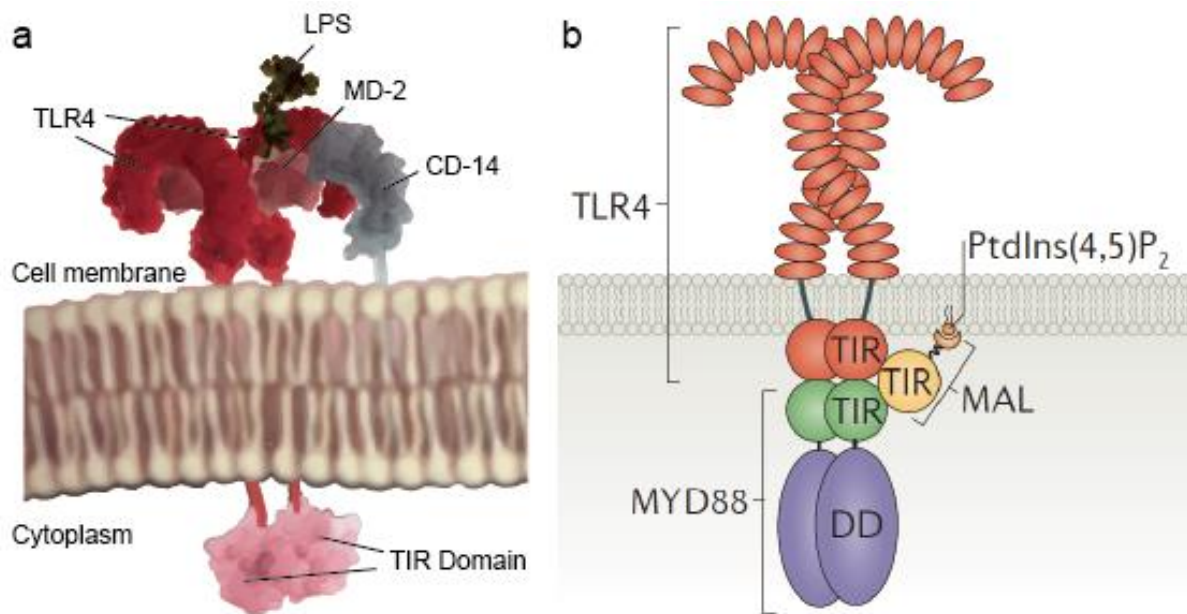 a
LPS
MD-2
TLR4
CD-14
Cell membrane
Cytoplasm
TIR Domain
b
TLR4
PtdIns(4,5)P₂
TIR
TIR
MAL
TIR
MYD88
DD